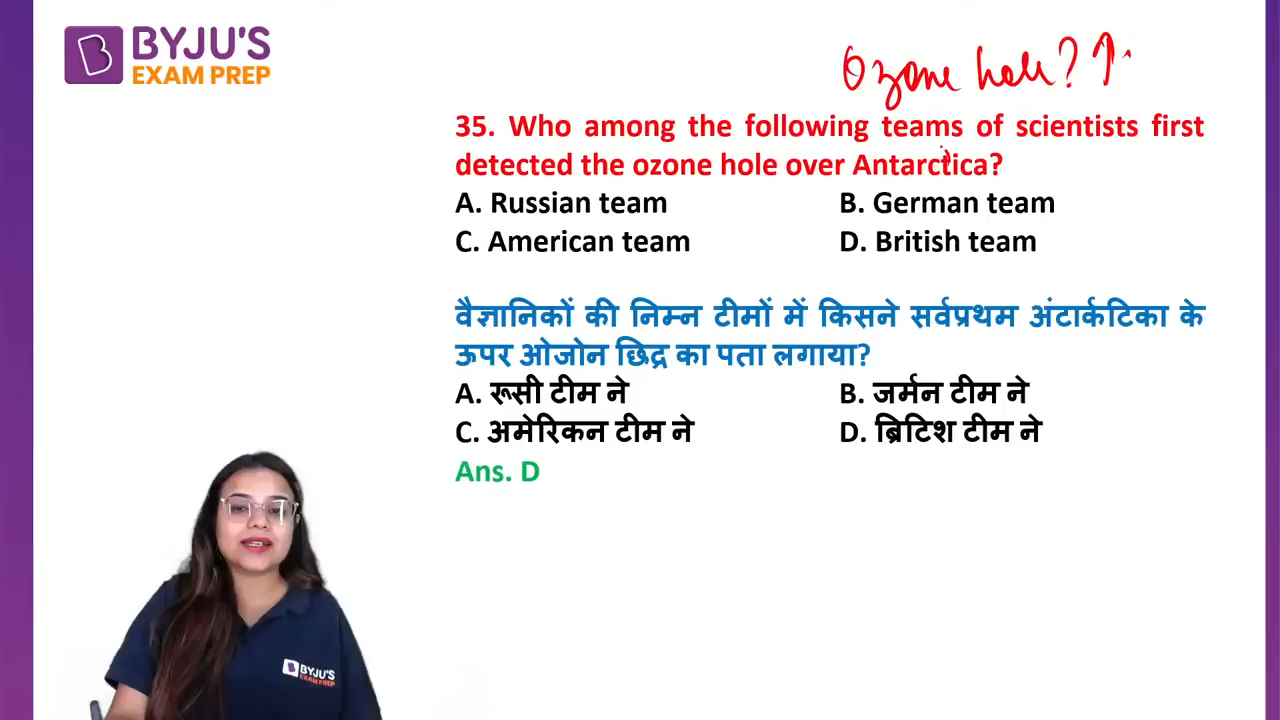 BYJU'S
EXAM PREP
Ozone hole? ↑
35. Who among the following teams of scientists first
detected the ozone hole over Antarctica?
A. Russian team B. German team
C. American team D. British team
वैज्ञानिकों की निम्न टीमों में किसने सर्वप्रथम अंटार्कटिका के
ऊपर ओजोन छिद्र का पता लगाया?
A. रूसी टीम ने B. जर्मन टीम ने
C. अमेरिकन टीम ने D. ब्रिटिश टीम ने
Ans. D
BYJU'S
EXAM PREP